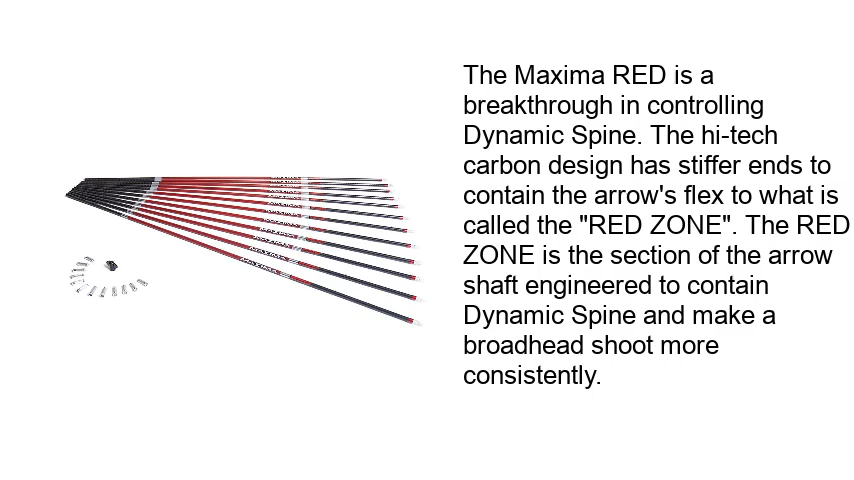 The Maxima RED is a
breakthrough in controlling
Dynamic Spine. The hi-tech
carbon design has stiffer ends to
contain the arrow's flex to what is
called the "RED ZONE". The RED
ZONE is the section of the arrow
shaft engineered to contain
Dynamic Spine and make a
broadhead shoot more
consistently.